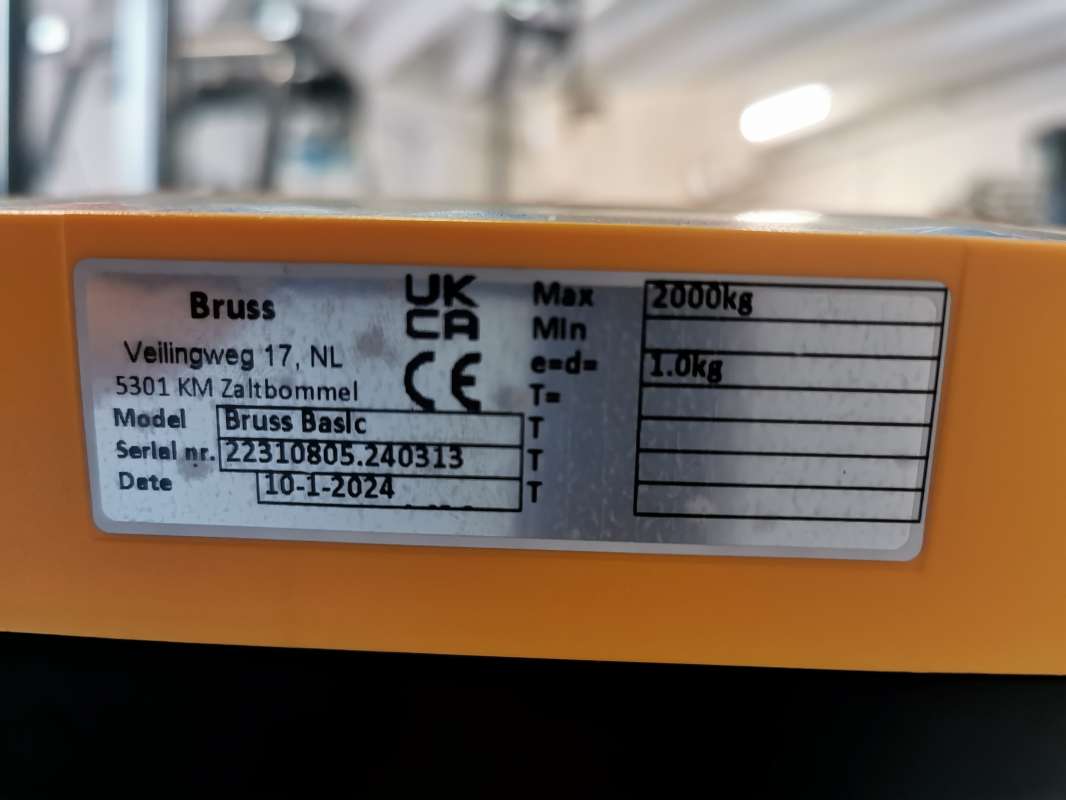 Bruss
Veilingweg 17, NL
5301 KM Zaltbommel
Model Bruss Basic
Serial nr. 22310805.240313
Date 10-1-2024
UK
CA
CE
Max 2000kg
Min
e=d= 1.0kg
T=
T
T
T